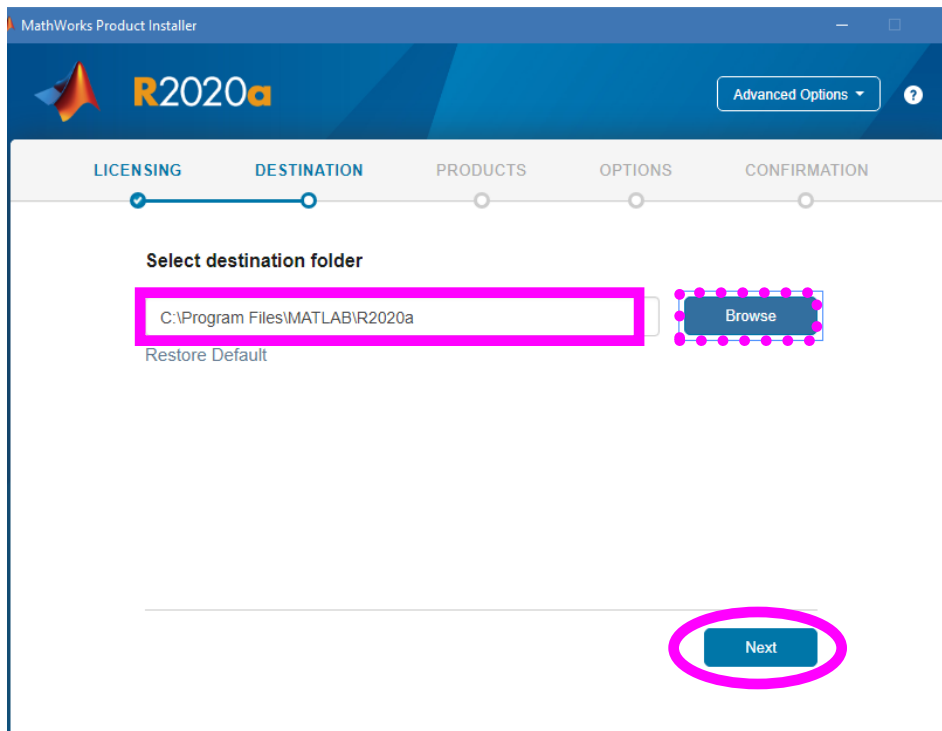 MathWorks Product Installer
R2020a
Advanced Options
?
LICENSING DESTINATION PRODUCTS OPTIONS CONFIRMATION
Select destination folder
C:\Program Files\MATLAB\R2020a
Browse
Restore Default
Next